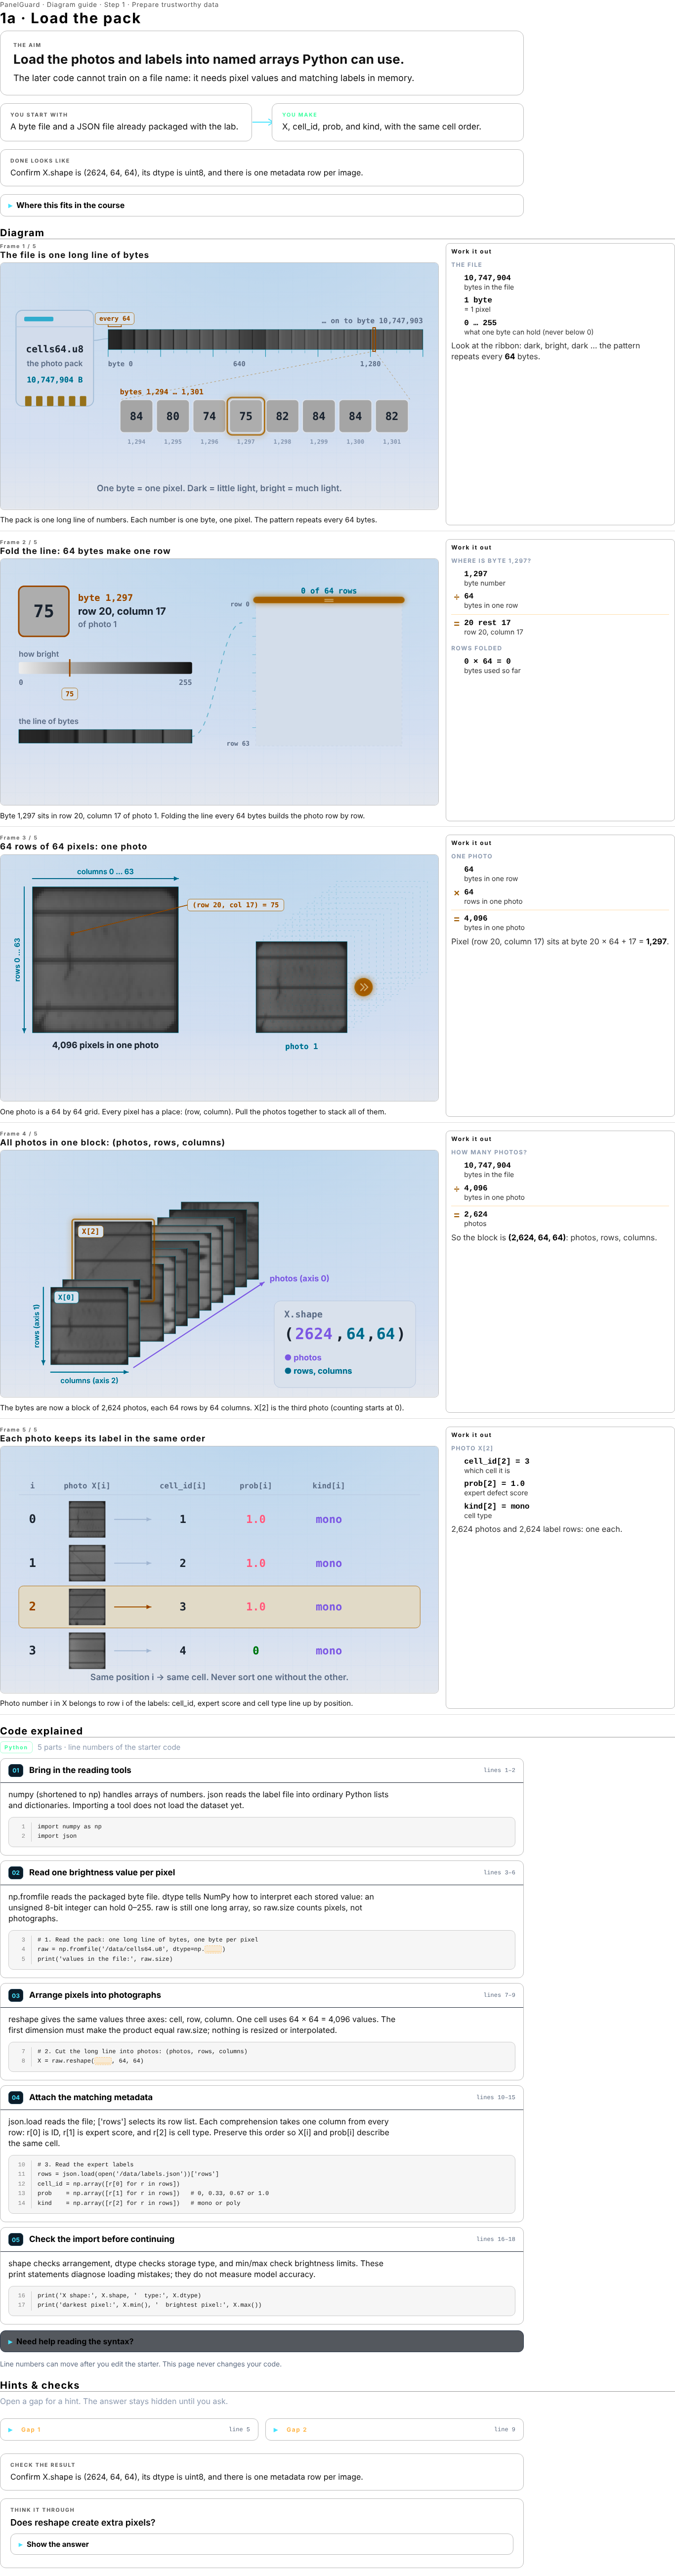 PanelGuard · Diagram guide · Step 1 · Prepare trustworthy data
1a · Load the pack
THE AIM
Load the photos and labels into named arrays Python can use.
The later code cannot train on a file name: it needs pixel values and matching labels in memory.
YOU START WITH
A byte file and a JSON file already packaged with the lab.
YOU MAKE
X, cell_id, prob, and kind, with the same cell order.
DONE LOOKS LIKE
Confirm X.shape is (2624, 64, 64), its dtype is uint8, and there is one metadata row per image.
▸ Where this fits in the course
Diagram
Frame 1 / 5
The file is one long line of bytes
every 64
… on to byte 10,747,903
cells64.u8
the photo pack
10,747,904 B
byte 0
640
1,280
bytes 1,294 … 1,301
84 80 74 75 82 84 84 82
1,294 1,295 1,296 1,297 1,298 1,299 1,300 1,301
One byte = one pixel. Dark = little light, bright = much light.
The pack is one long line of numbers. Each number is one byte, one pixel. The pattern repeats every 64 bytes.
Work it out
THE FILE
10,747,904
bytes in the file
1 byte
= 1 pixel
0 … 255
what one byte can hold (never below 0)
Look at the ribbon: dark, bright, dark … the pattern
repeats every 64 bytes.
Frame 2 / 5
Fold the line: 64 bytes make one row
75
byte 1,297
row 20, column 17
of photo 1
how bright
0
255
75
the line of bytes
0 of 64 rows
row 0
row 63
Byte 1,297 sits in row 20, column 17 of photo 1. Folding the line every 64 bytes builds the photo row by row.
Work it out
WHERE IS BYTE 1,297?
1,297
byte number
÷ 64
bytes in one row
= 20 rest 17
row 20, column 17
ROWS FOLDED
0 × 64 = 0
bytes used so far
Frame 3 / 5
64 rows of 64 pixels: one photo
columns 0 … 63
rows 0 … 63
(row 20, col 17) = 75
4,096 pixels in one photo
photo 1
One photo is a 64 by 64 grid. Every pixel has a place: (row, column). Pull the photos together to stack all of them.
Work it out
ONE PHOTO
64
bytes in one row
× 64
rows in one photo
= 4,096
bytes in one photo
Pixel (row 20, column 17) sits at byte 20 × 64 + 17 = 1,297.
Frame 4 / 5
All photos in one block: (photos, rows, columns)
X[2]
X[0]
rows (axis 1)
columns (axis 2)
photos (axis 0)
X.shape
(2624,64,64)
photos
rows, columns
The bytes are now a block of 2,624 photos, each 64 rows by 64 columns. X[2] is the third photo (counting starts at 0).
Work it out
HOW MANY PHOTOS?
10,747,904
bytes in the file
÷ 4,096
bytes in one photo
= 2,624
photos
So the block is (2,624, 64, 64): photos, rows, columns.
Frame 5 / 5
Each photo keeps its label in the same order
i photo X[i] cell_id[i] prob[i] kind[i]
0 1 1.0 mono
1 2 1.0 mono
2 3 1.0 mono
3 4 0 mono
Same position i → same cell. Never sort one without the other.
Photo number i in X belongs to row i of the labels: cell_id, expert score and cell type line up by position.
Work it out
PHOTO X[2]
cell_id[2] = 3
which cell it is
prob[2] = 1.0
expert defect score
kind[2] = mono
cell type
2,624 photos and 2,624 label rows: one each.
Code explained
Python 5 parts · line numbers of the starter code
01 Bring in the reading tools lines 1–2
numpy (shortened to np) handles arrays of numbers. json reads the label file into ordinary Python lists
and dictionaries. Importing a tool does not load the dataset yet.
1 import numpy as np
2 import json
02 Read one brightness value per pixel lines 3–6
np.fromfile reads the packaged byte file. dtype tells NumPy how to interpret each stored value: an
unsigned 8-bit integer can hold 0–255. raw is still one long array, so raw.size counts pixels, not
photographs.
3 # 1. Read the pack: one long line of bytes, one byte per pixel
4 raw = np.fromfile('/data/cells64.u8', dtype=np.____)
5 print('values in the file:', raw.size)
03 Arrange pixels into photographs lines 7–9
reshape gives the same values three axes: cell, row, column. One cell uses 64 × 64 = 4,096 values. The
first dimension must make the product equal raw.size; nothing is resized or interpolated.
7 # 2. Cut the long line into photos: (photos, rows, columns)
8 X = raw.reshape(____, 64, 64)
04 Attach the matching metadata lines 10–15
json.load reads the file; ['rows'] selects its row list. Each comprehension takes one column from every
row: r[0] is ID, r[1] is expert score, and r[2] is cell type. Preserve this order so X[i] and prob[i] describe
the same cell.
10 # 3. Read the expert labels
11 rows = json.load(open('/data/labels.json'))['rows']
12 cell_id = np.array([r[0] for r in rows])
13 prob = np.array([r[1] for r in rows]) # 0, 0.33, 0.67 or 1.0
14 kind = np.array([r[2] for r in rows]) # mono or poly
05 Check the import before continuing lines 16–18
shape checks arrangement, dtype checks storage type, and min/max check brightness limits. These
print statements diagnose loading mistakes; they do not measure model accuracy.
16 print('X shape:', X.shape, ' type:', X.dtype)
17 print('darkest pixel:', X.min(), ' brightest pixel:', X.max())
▸ Need help reading the syntax?
Line numbers can move after you edit the starter. This page never changes your code.
Hints & checks
Open a gap for a hint. The answer stays hidden until you ask.
▸ Gap 1 line 5
▸ Gap 2 line 9
CHECK THE RESULT
Confirm X.shape is (2624, 64, 64), its dtype is uint8, and there is one metadata row per image.
THINK IT THROUGH
Does reshape create extra pixels?
▸ Show the answer